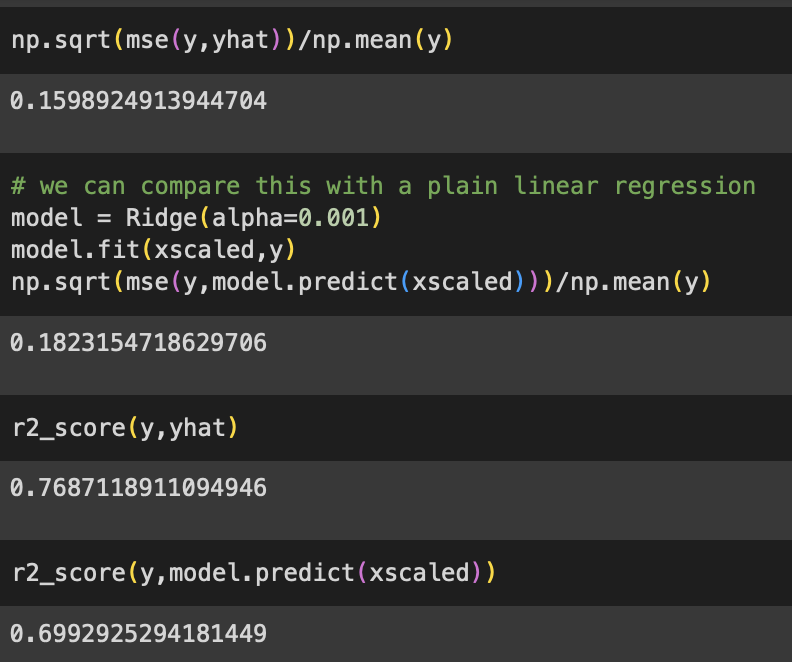 np.sqrt(mse(y,yhat))/np.mean(y)
0.1598924913944704
# we can compare this with a plain linear regression
model = Ridge(alpha=0.001)
model.fit(xscaled,y)
np.sqrt(mse(y,model.predict(xscaled)))/np.mean(y)
0.1823154718629706
r2_score(y,yhat)
0.7687118911094946
r2_score(y,model.predict(xscaled))
0.6992925294181449